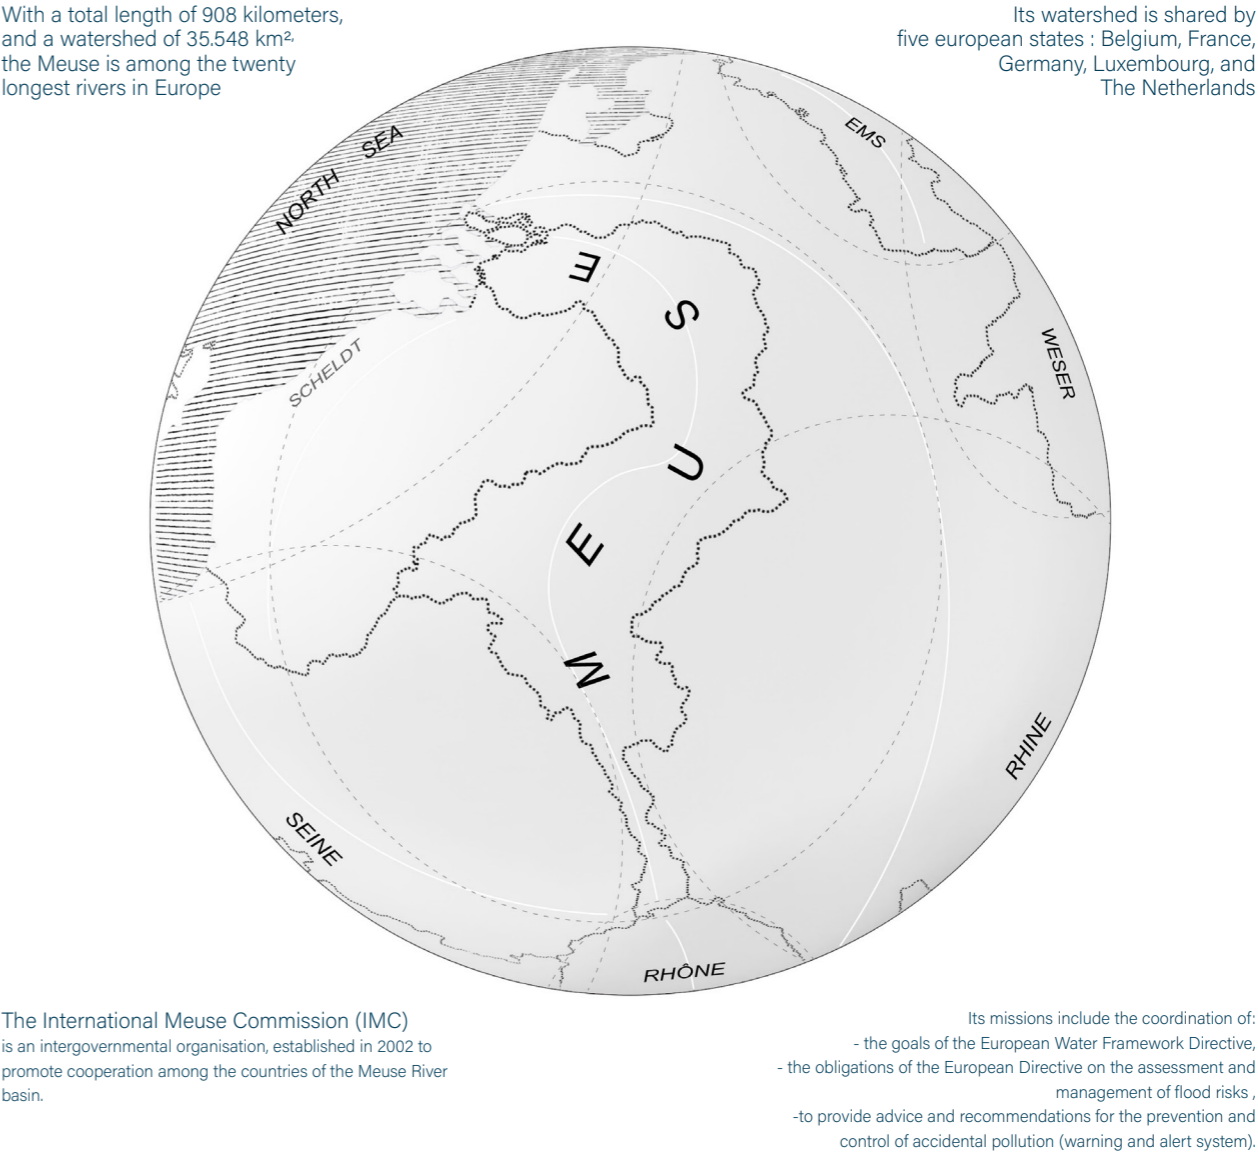 With a total length of 908 kilometers,
and a watershed of 35.548 km²,
the Meuse is among the twenty
longest rivers in Europe
Its watershed is shared by
five european states : Belgium, France,
Germany, Luxembourg, and
The Netherlands
NORTH SEA
EMS
SCHELDT
WESER
MEUSE
RHINE
SEINE
RHÔNE
The International Meuse Commission (IMC)
is an intergovernmental organisation, established in 2002 to
promote cooperation among the countries of the Meuse River
basin.
Its missions include the coordination of:
- the goals of the European Water Framework Directive,
- the obligations of the European Directive on the assessment and
management of flood risks ,
-to provide advice and recommendations for the prevention and
control of accidental pollution (warning and alert system).